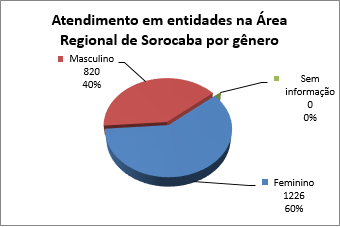 Atendimento em entidades na Área
Regional de Sorocaba por gênero
Masculino
820
40%
Sem
informação
0
0%
Feminino
1226
60%